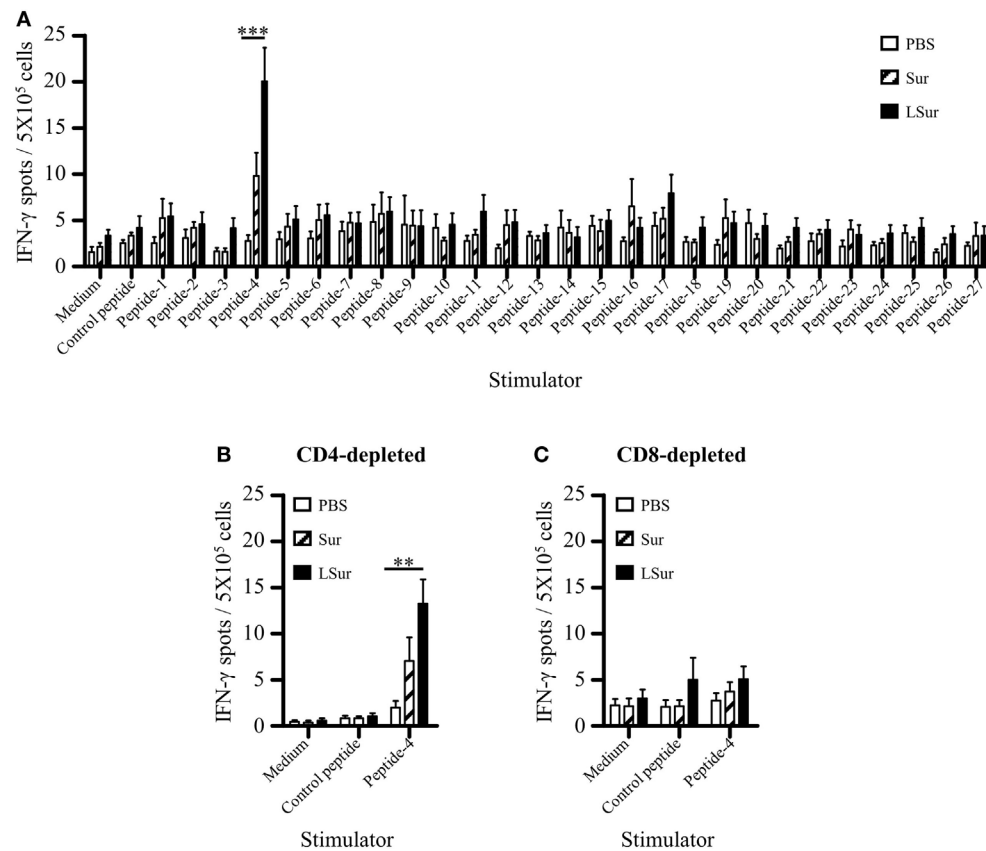 A
***
IFN-γ spots / 5X10⁵ cells
25
20
15
10
5
0
PBS
Sur
LSur
Medium
Control peptide
Peptide-1
Peptide-2
Peptide-3
Peptide-4
Peptide-5
Peptide-6
Peptide-7
Peptide-8
Peptide-9
Peptide-10
Peptide-11
Peptide-12
Peptide-13
Peptide-14
Peptide-15
Peptide-16
Peptide-17
Peptide-18
Peptide-19
Peptide-20
Peptide-21
Peptide-22
Peptide-23
Peptide-24
Peptide-25
Peptide-26
Peptide-27
Stimulator
B CD4-depleted
IFN-γ spots / 5X10⁵ cells
25
20
15
10
5
0
PBS
Sur
LSur
**
Medium
Control peptide
Peptide-4
Stimulator
C CD8-depleted
IFN-γ spots / 5X10⁵ cells
25
20
15
10
5
0
PBS
Sur
LSur
Medium
Control peptide
Peptide-4
Stimulator